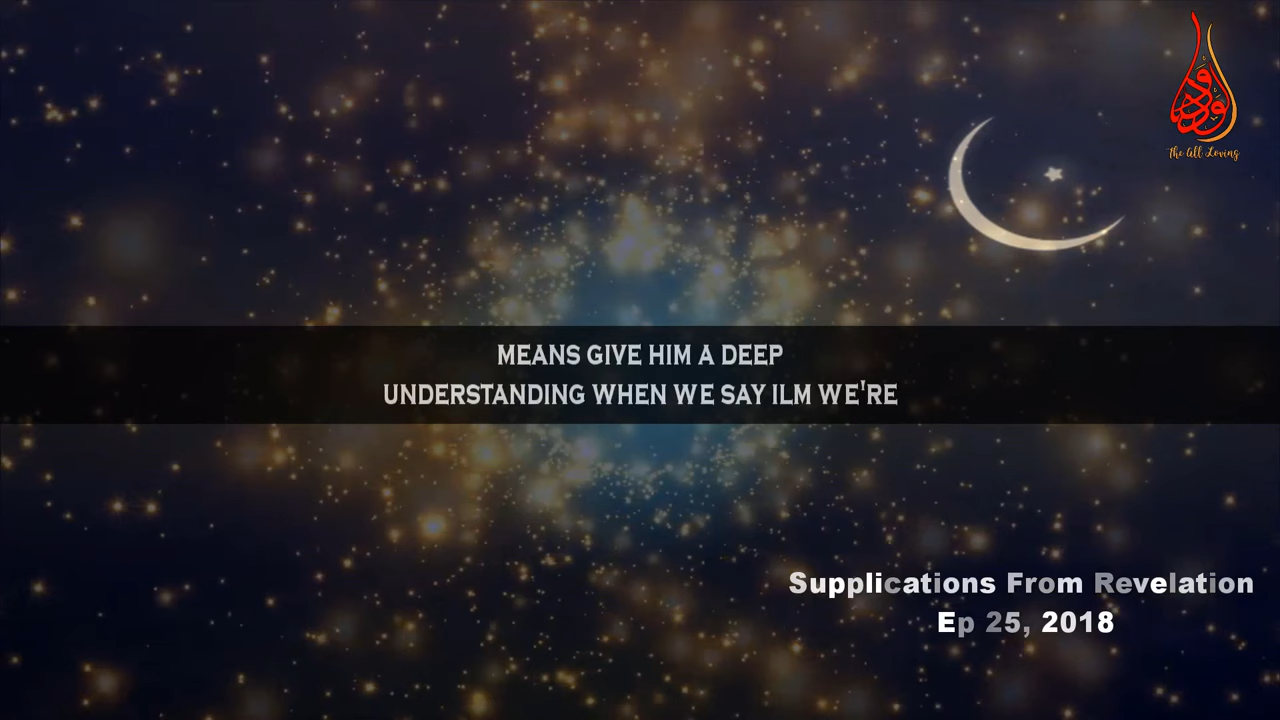 ودود
The All Loving
MEANS GIVE HIM A DEEP
UNDERSTANDING WHEN WE SAY ILM WE'RE
Supplications From Revelation
Ep 25, 2018